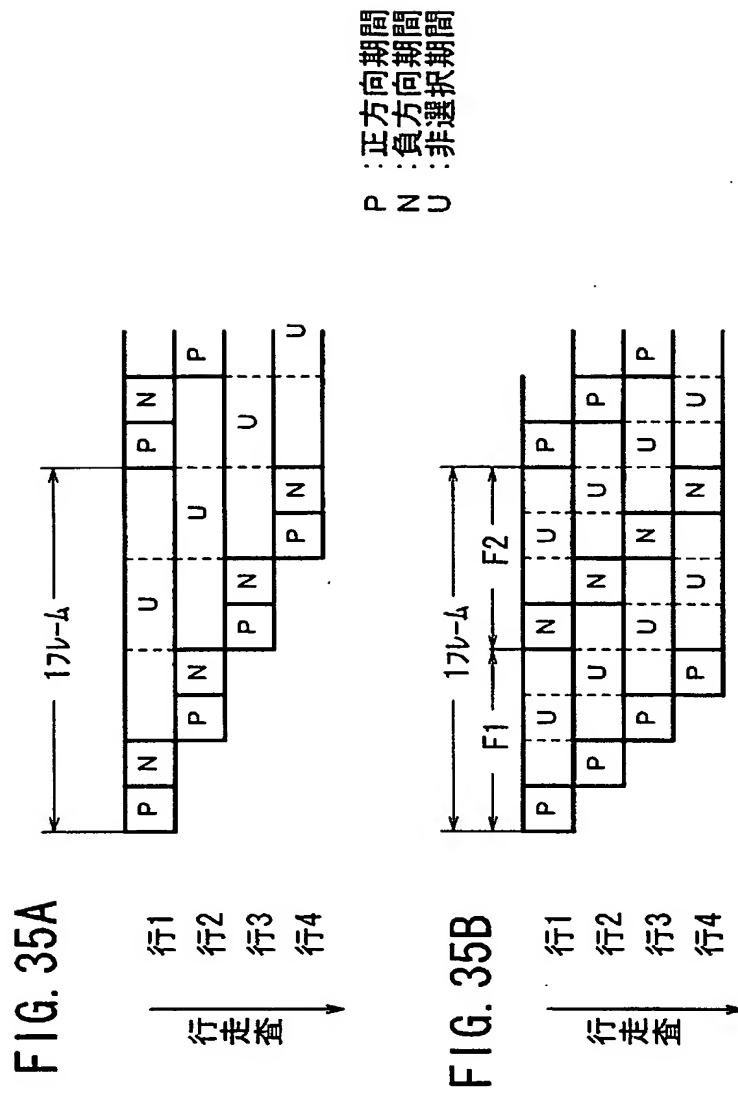 FIG. 35A
1フレーム
行走査
行1
P N U P N
行2
P N U P
行3
P N U
行4
P N U
FIG. 35B
1フレーム
F1 F2
行走査
行1
P U N U P
行2
P U N U P
行3
P U N U P
行4
P U N U
P :正方向期間
N :負方向期間
U :非選択期間